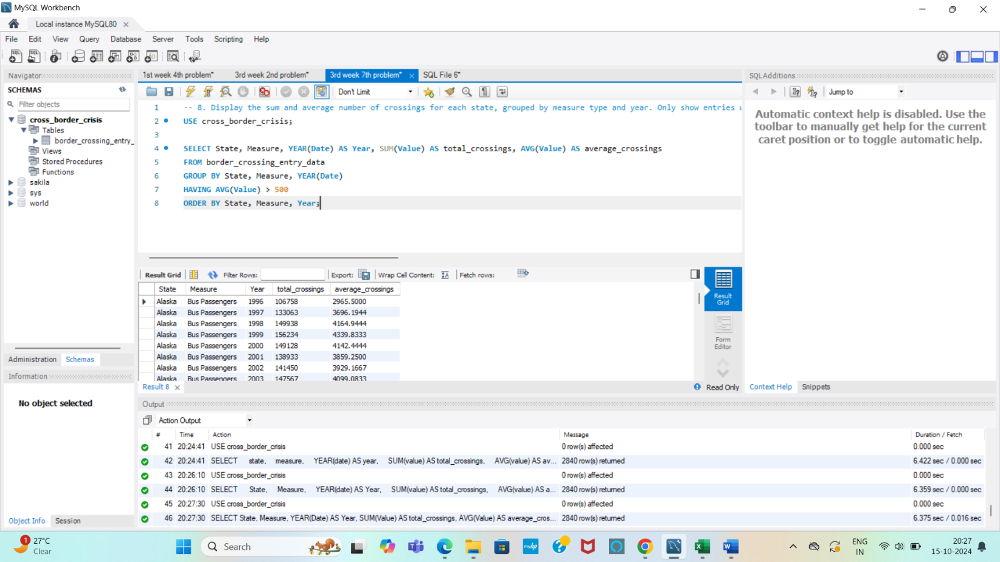 MySQL Workbench
Local instance MySQL80
File Edit View Query Database Server Tools Scripting Help
Navigator
SCHEMAS
Filter objects
cross_border_crisis
Tables
border_crossing_entry_
Views
Stored Procedures
Functions
sakila
sys
world
Administration Schemas
Information
No object selected
Object Info Session
1st week 4th problem* 3rd week 2nd problem* 3rd week 7th problem* SQL File 6*
Don't Limit
1 -- 8. Display the sum and average number of crossings for each state, grouped by measure type and year. Only show entries
2 USE cross_border_crisis;
3
4 SELECT State, Measure, YEAR(Date) AS Year, SUM(Value) AS total_crossings, AVG(Value) AS average_crossings
5 FROM border_crossing_entry_data
6 GROUP BY State, Measure, YEAR(Date)
7 HAVING AVG(Value) > 500
8 ORDER BY State, Measure, Year;
Result Grid Filter Rows: Export: Wrap Cell Content: Fetch rows:
State Measure Year total_crossings average_crossings
Alaska Bus Passengers 1996 106758 2965.5000
Alaska Bus Passengers 1997 133063 3696.1944
Alaska Bus Passengers 1998 149938 4164.9444
Alaska Bus Passengers 1999 156234 4339.8333
Alaska Bus Passengers 2000 149128 4142.4444
Alaska Bus Passengers 2001 138933 3859.2500
Alaska Bus Passengers 2002 141450 3929.1667
Alaska Bus Passengers 2003 147567 4099.0833
Result Grid
Form Editor
Result 8
Read Only
SQLAdditions
Jump to
Automatic context help is disabled. Use the
toolbar to manually get help for the current
caret position or to toggle automatic help.
Context Help Snippets
Output
Action Output
# Time Action Message Duration / Fetch
41 20:24:41 USE cross_border_crisis 0 row(s) affected 0.000 sec
42 20:24:41 SELECT state, measure, YEAR(date) AS year, SUM(value) AS total_crossings, AVG(value) AS av... 2840 row(s) returned 6.422 sec / 0.000 sec
43 20:26:10 USE cross_border_crisis 0 row(s) affected 0.000 sec
44 20:26:10 SELECT State, Measure, YEAR(date) AS Year, SUM(value) AS total_crossings, AVG(value) AS a... 2840 row(s) returned 6.359 sec / 0.000 sec
45 20:27:30 USE cross_border_crisis 0 row(s) affected 0.000 sec
46 20:27:30 SELECT State, Measure, YEAR(Date) AS Year, SUM(Value) AS total_crossings, AVG(Value) AS average_cros... 2840 row(s) returned 6.375 sec / 0.016 sec
1
27°C
Clear
Search
myhp
ENG
IN
20:27
15-10-2024